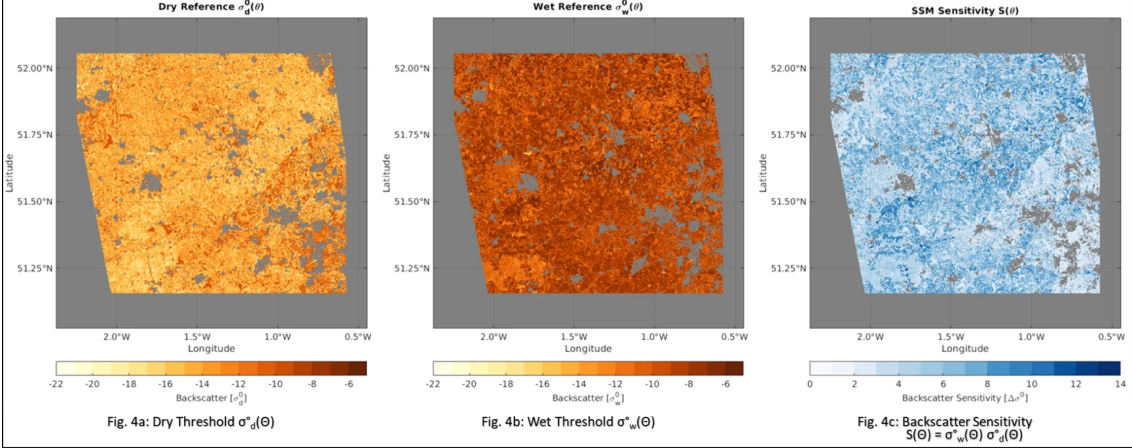 Dry Reference σ⁰d(θ)
52.00°N
51.75°N
51.50°N
51.25°N
Latitude
2.0°W 1.5°W 1.0°W 0.5°W
Longitude
-22 -20 -18 -16 -14 -12 -10 -8 -6
Backscatter [σ⁰d]
Fig. 4a: Dry Threshold σ°d(Θ)
Wet Reference σ⁰w(θ)
52.00°N
51.75°N
51.50°N
51.25°N
Latitude
2.0°W 1.5°W 1.0°W 0.5°W
Longitude
-22 -20 -18 -16 -14 -12 -10 -8 -6
Backscatter [σ⁰w]
Fig. 4b: Wet Threshold σ°w(Θ)
SSM Sensitivity S(θ)
52.00°N
51.75°N
51.50°N
51.25°N
Latitude
2.0°W 1.5°W 1.0°W 0.5°W
Longitude
0 2 4 6 8 10 12 14
Backscatter Sensitivity [Δσ⁰]
Fig. 4c: Backscatter Sensitivity
S(Θ) = σ°w(Θ) σ°d(Θ)